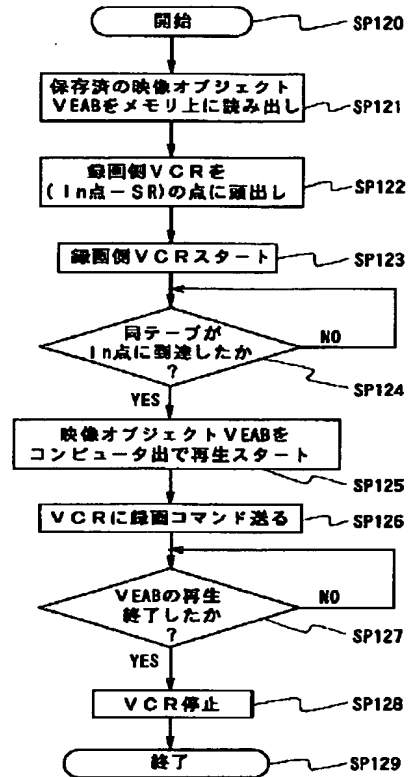 開始
SP120
保存済の映像オブジェクト
VEABをメモリ上に読み出し
SP121
録画側VCRを
(In点-SR)の点に頭出し
SP122
録画側VCRスタート
SP123
同テープが
In点に到達したか
?
NO
SP124
YES
映像オブジェクトVEABを
コンピュータ出で再生スタート
SP125
VCRに録画コマンド送る
SP126
VEABの再生
終了したか
?
NO
SP127
YES
VCR停止
SP128
終了
SP129